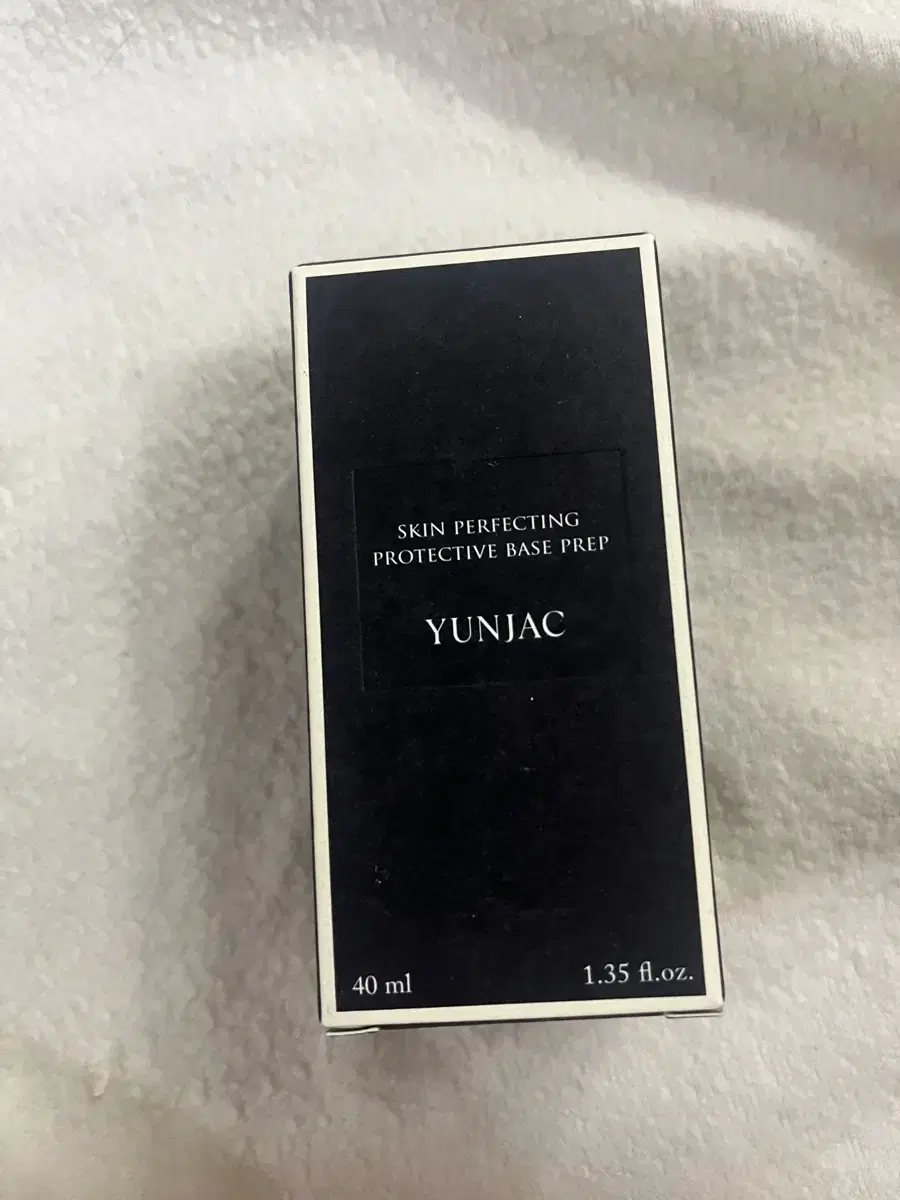 SKIN PERFECTING
PROTECTIVE BASE PREP
YUNJAC
40 ml
1.35 fl.oz.